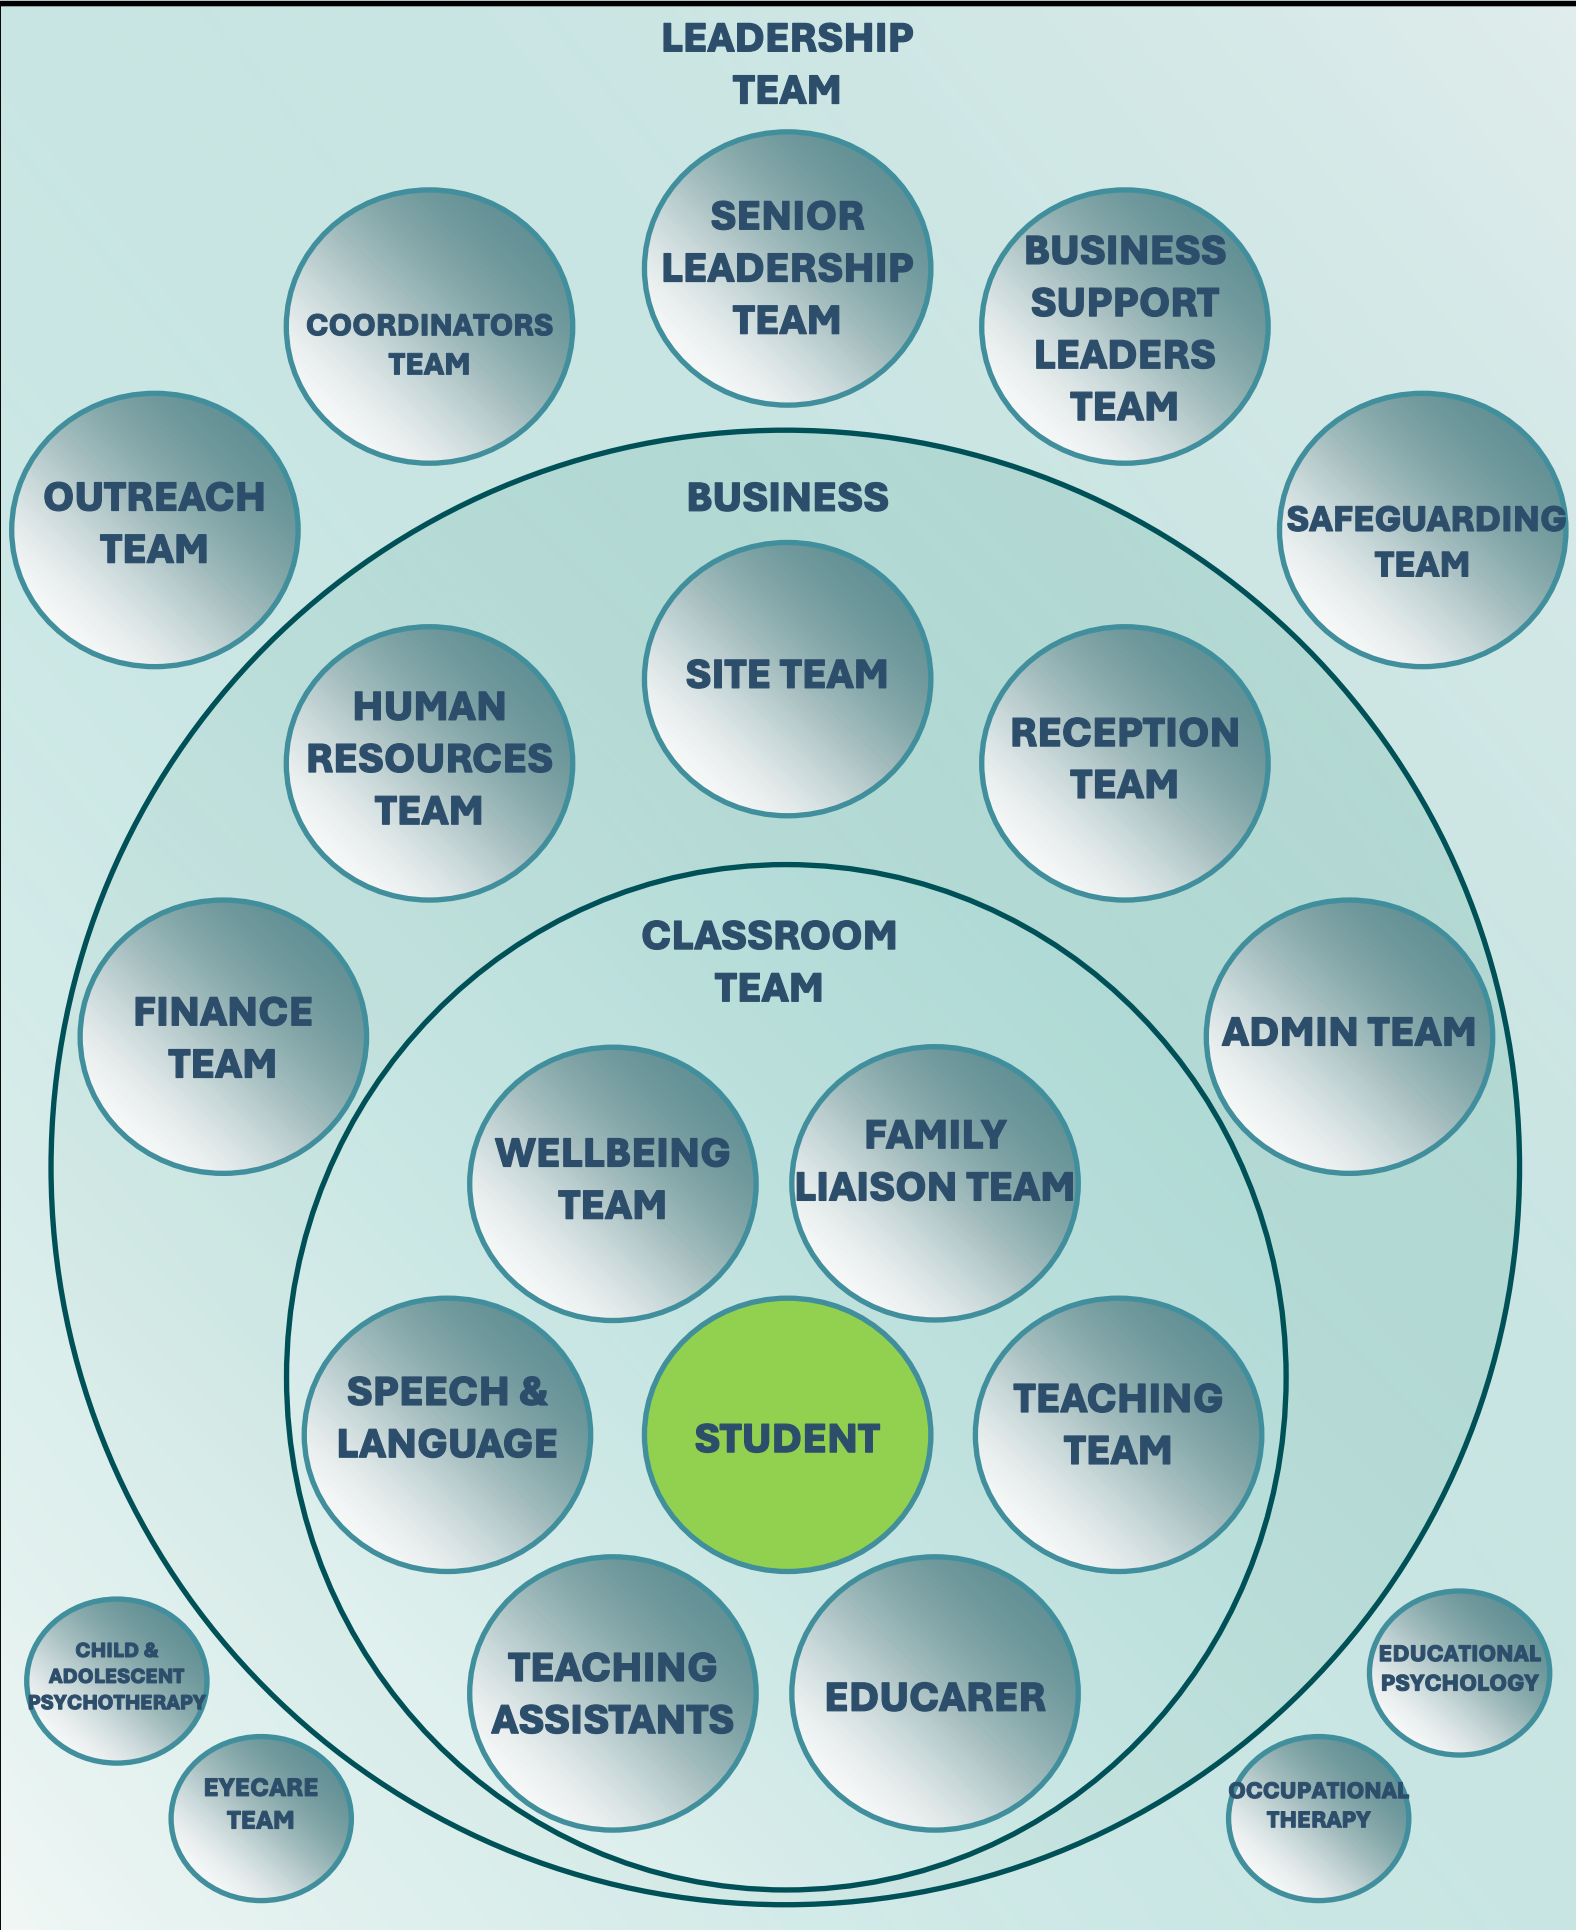 LEADERSHIP
TEAM
SENIOR
LEADERSHIP
TEAM
COORDINATORS
TEAM
BUSINESS
SUPPORT
LEADERS
TEAM
OUTREACH
TEAM
SAFEGUARDING
TEAM
BUSINESS
SITE TEAM
HUMAN
RESOURCES
TEAM
RECEPTION
TEAM
CLASSROOM
TEAM
FINANCE
TEAM
ADMIN TEAM
WELLBEING
TEAM
FAMILY
LIAISON TEAM
SPEECH &
LANGUAGE
STUDENT
TEACHING
TEAM
TEACHING
ASSISTANTS
EDUCARER
CHILD &
ADOLESCENT
PSYCHOTHERAPY
EDUCATIONAL
PSYCHOLOGY
EYECARE
TEAM
OCCUPATIONAL
THERAPY